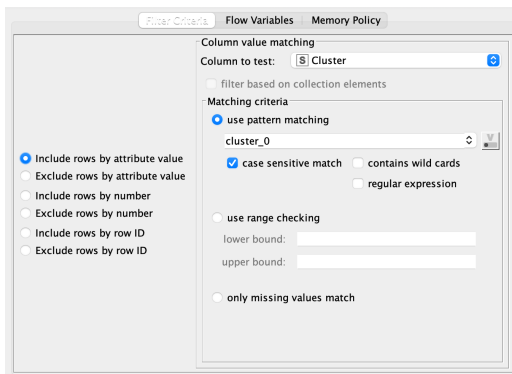 Filter Criteria Flow Variables Memory Policy
Column value matching
Column to test: S Cluster
filter based on collection elements
Matching criteria
use pattern matching
cluster_0
V
case sensitive match contains wild cards
regular expression
Include rows by attribute value
Exclude rows by attribute value
Include rows by number
Exclude rows by number
Include rows by row ID
Exclude rows by row ID
use range checking
lower bound:
upper bound:
only missing values match